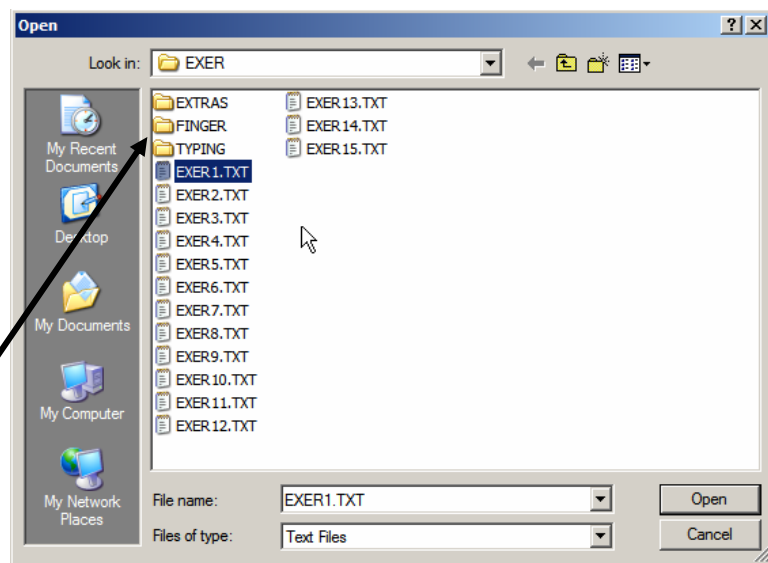 Open
Look in: EXER
EXTRAS
FINGER
TYPING
EXER1.TXT
EXER2.TXT
EXER3.TXT
EXER4.TXT
EXER5.TXT
EXER6.TXT
EXER7.TXT
EXER8.TXT
EXER9.TXT
EXER10.TXT
EXER11.TXT
EXER12.TXT
EXER13.TXT
EXER14.TXT
EXER15.TXT
My Recent
Documents
Desktop
My Documents
My Computer
My Network
Places
File name: EXER1.TXT Open
Files of type: Text Files Cancel